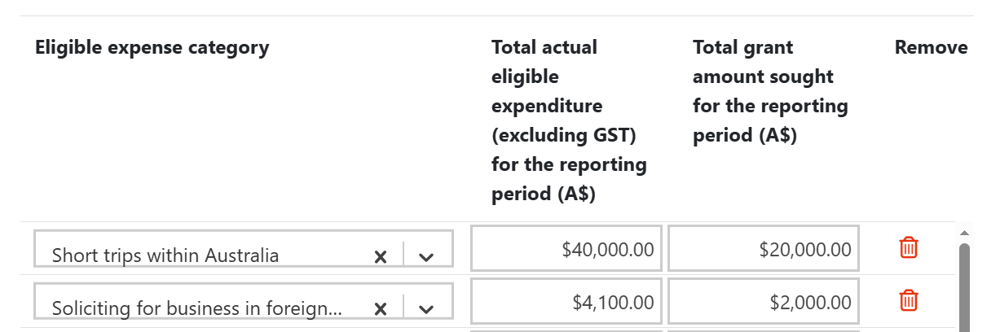 Eligible expense category
Total actual
eligible
expenditure
(excluding GST)
for the reporting
period (A$)
Total grant
amount sought
for the reporting
period (A$)
Remove
Short trips within Australia
$40,000.00
$20,000.00
Soliciting for business in foreign...
$4,100.00
$2,000.00